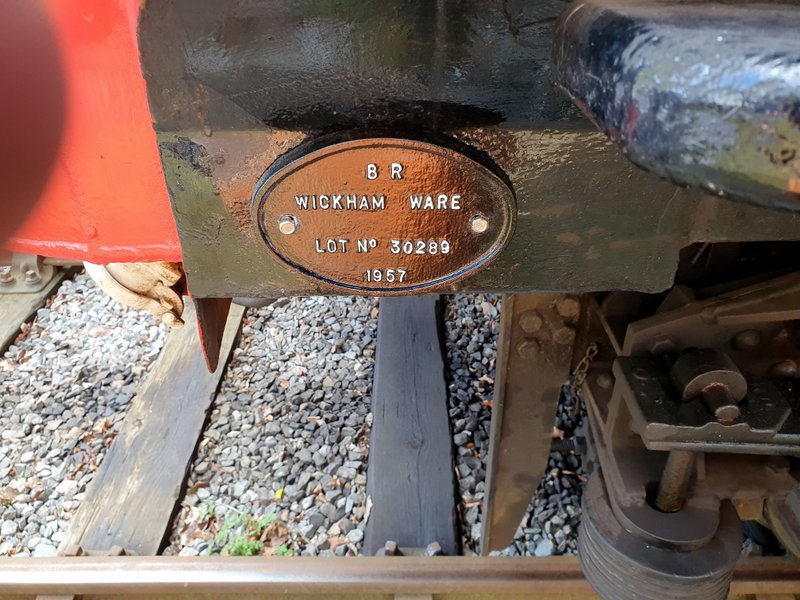 B R
WICKHAM WARE
LOT Nº 30289
1957